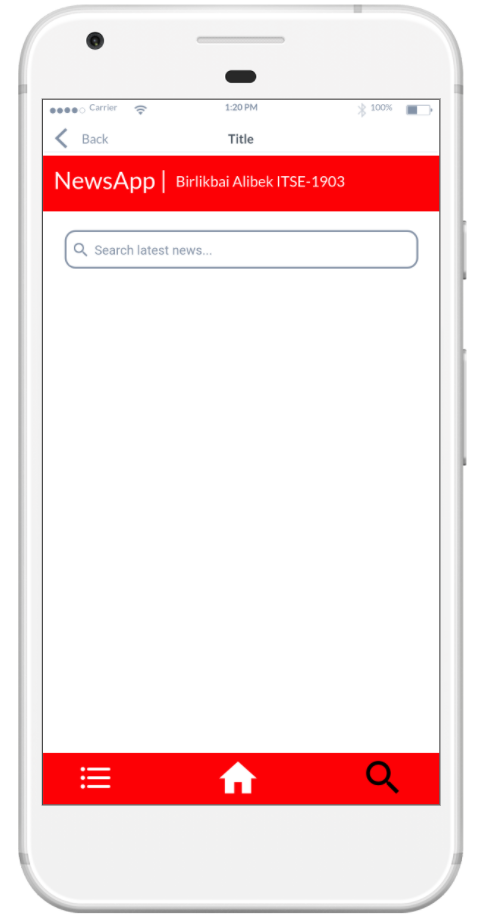 Carrier 1:20 PM 100%
Back Title
NewsApp | Birlikbai Alibek ITSE-1903
Search latest news...